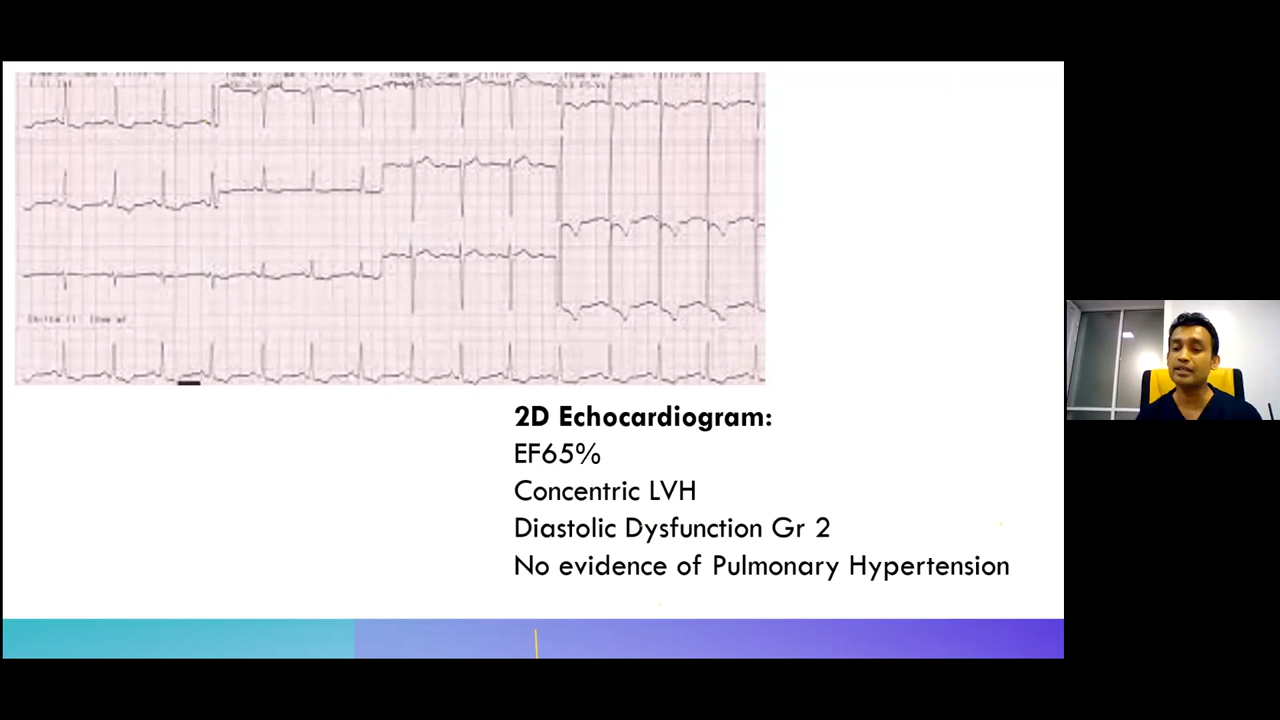 2D Echocardiogram:
EF65%
Concentric LVH
Diastolic Dysfunction Gr 2
No evidence of Pulmonary Hypertension